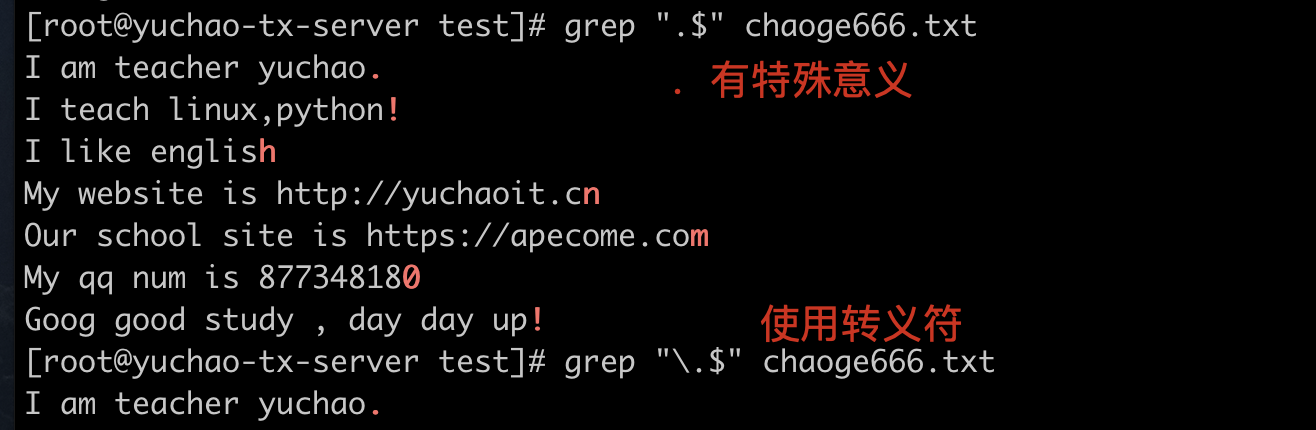 [root@yuchao-tx-server test]# grep ".$" chaoge666.txt
I am teacher yuchao.
. 有特殊意义
I teach linux,python!
I like english
My website is http://yuchaoit.cn
Our school site is https://apecome.com
My qq num is 877348180
Goog good study , day day up!
使用转义符
[root@yuchao-tx-server test]# grep "\.$" chaoge666.txt
I am teacher yuchao.